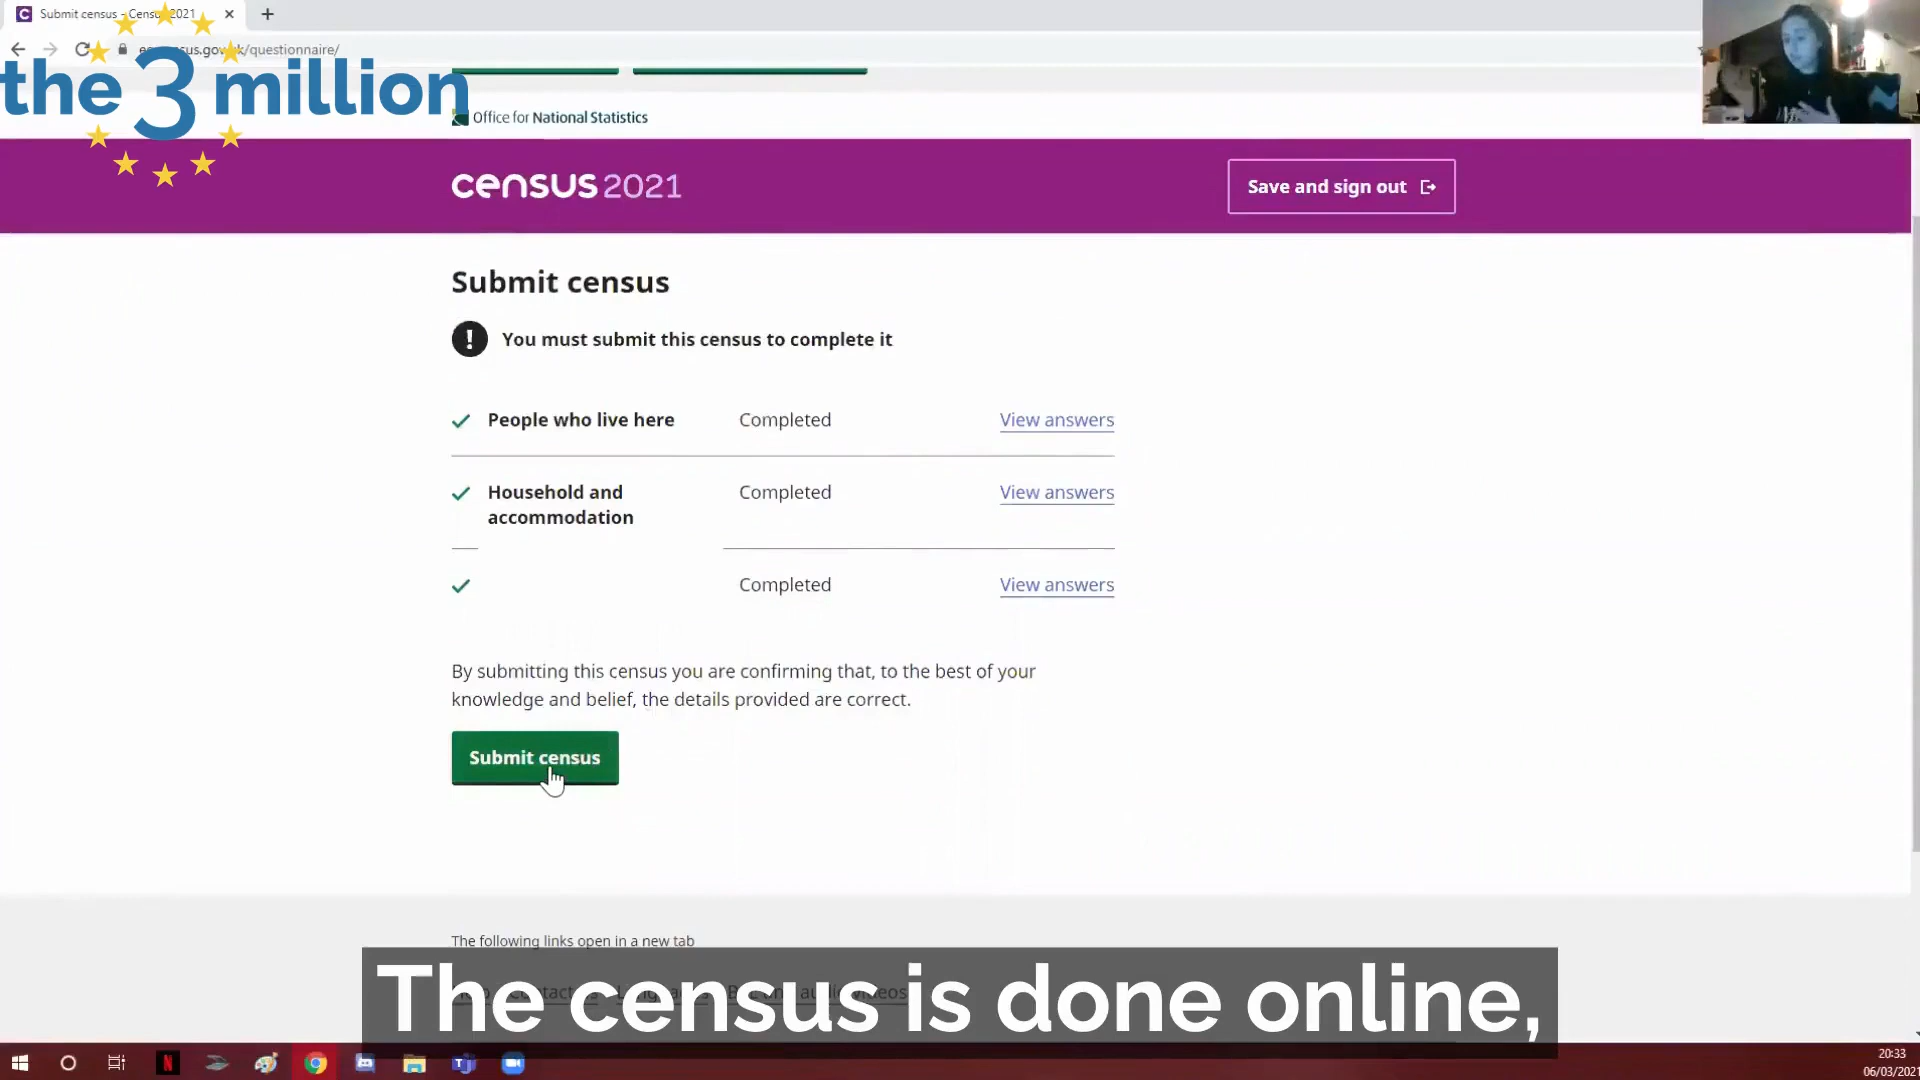 Submit census - Census 2021
census.gov.uk/questionnaire/
the 3 million
Office for National Statistics
census 2021
Save and sign out
Submit census
! You must submit this census to complete it
People who live here Completed View answers
Household and Completed View answers
accommodation
Completed View answers
By submitting this census you are confirming that, to the best of your
knowledge and belief, the details provided are correct.
Submit census
The following links open in a new tab
The census is done online,
20:33
06/03/2021